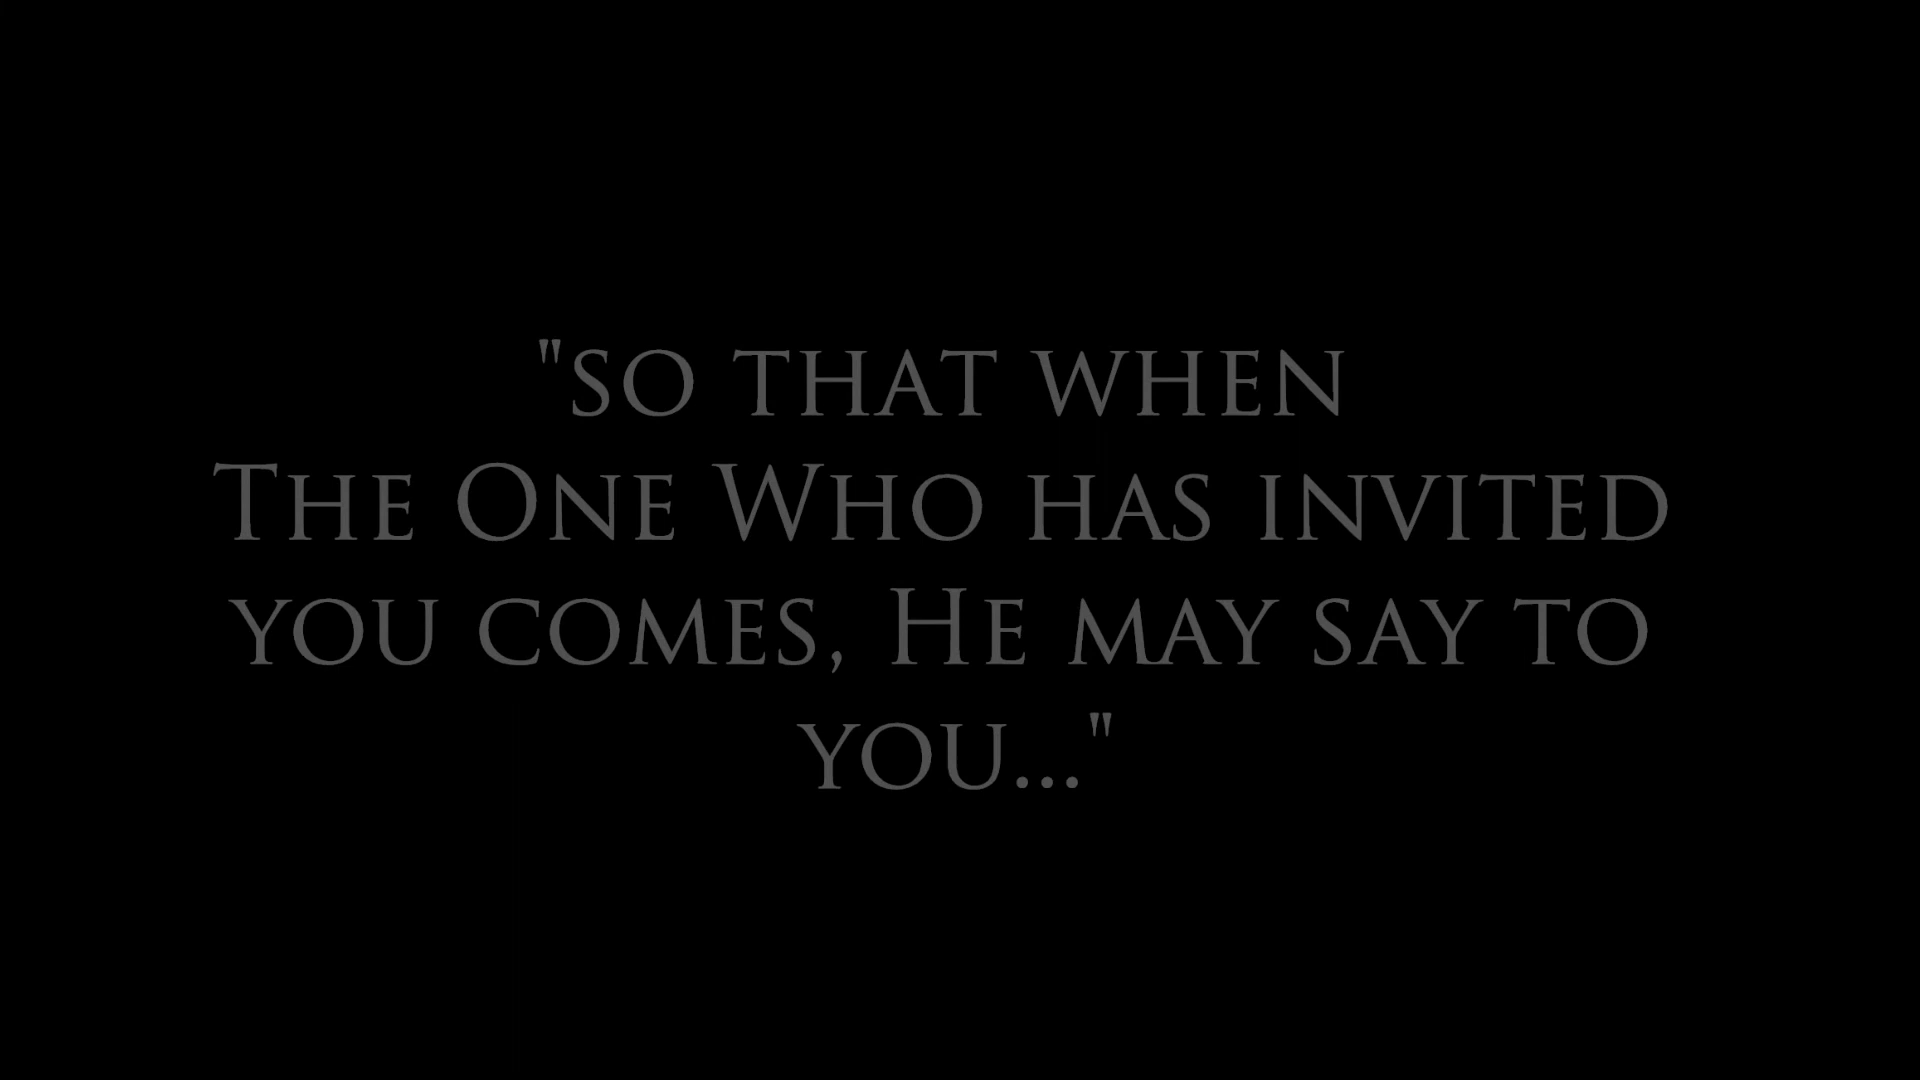 "so that when
The One Who has invited
you comes, He may say to
you..."